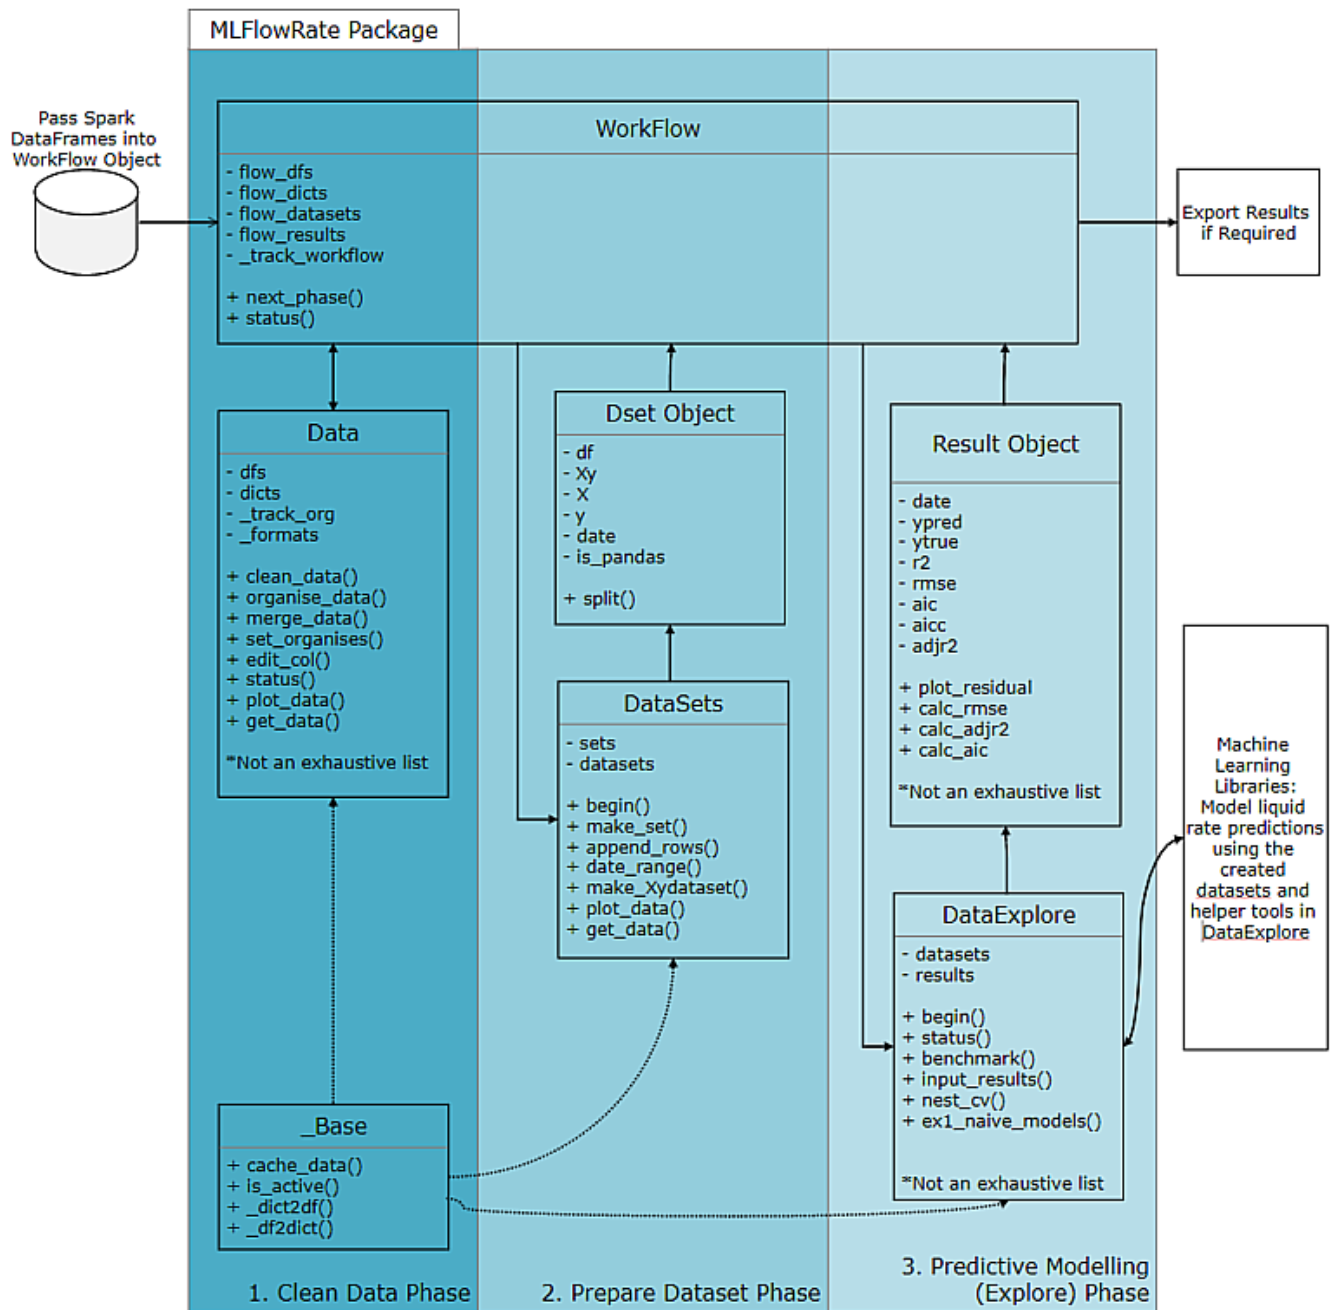 MLFlowRate Package
Pass Spark
DataFrames into
WorkFlow Object
WorkFlow
- flow_dfs
- flow_dicts
- flow_datasets
- flow_results
- _track_workflow
+ next_phase()
+ status()
Export Results
if Required
Data
- dfs
- dicts
- _track_org
- _formats
+ clean_data()
+ organise_data()
+ merge_data()
+ set_organises()
+ edit_col()
+ status()
+ plot_data()
+ get_data()
*Not an exhaustive list
Dset Object
- df
- Xy
- X
- y
- date
- is_pandas
+ split()
DataSets
- sets
- datasets
+ begin()
+ make_set()
+ append_rows()
+ date_range()
+ make_Xydataset()
+ plot_data()
+ get_data()
Result Object
- date
- ypred
- ytrue
- r2
- rmse
- aic
- aicc
- adjr2
+ plot_residual
+ calc_rmse
+ calc_adjr2
+ calc_aic
*Not an exhaustive list
DataExplore
- datasets
- results
+ begin()
+ status()
+ benchmark()
+ input_results()
+ nest_cv()
+ ex1_naive_models()
*Not an exhaustive list
Machine
Learning
Libraries:
Model liquid
rate predictions
using the
created
datasets and
helper tools in
DataExplore
_Base
+ cache_data()
+ is_active()
+ _dict2df()
+ _df2dict()
1. Clean Data Phase
2. Prepare Dataset Phase
3. Predictive Modelling
(Explore) Phase